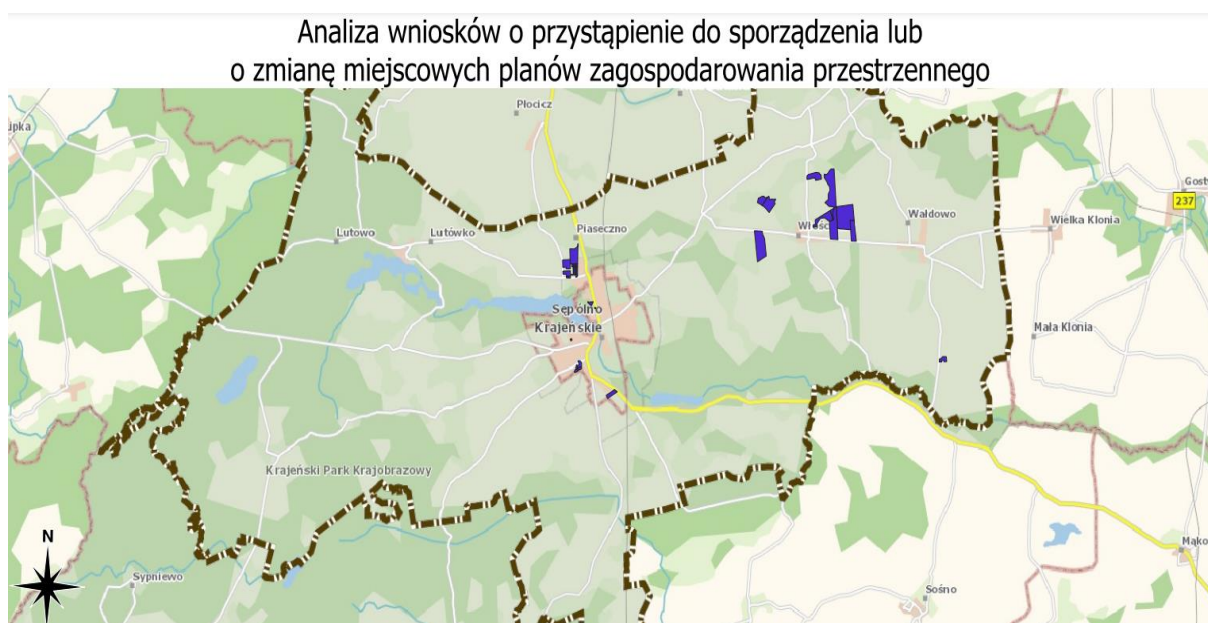 Analiza wniosków o przystąpienie do sporządzenia lub
o zmianę miejscowych planów zagospodarowania przestrzennego
Płocicz
237
Wałdowo
Wielka Klonia
Lutowo
Lutówko
Piaseczno
Sępólno
Krajeńskie
Mała Klonia
Krajeński Park Krajobrazowy
N
Sypniewo
Sośno